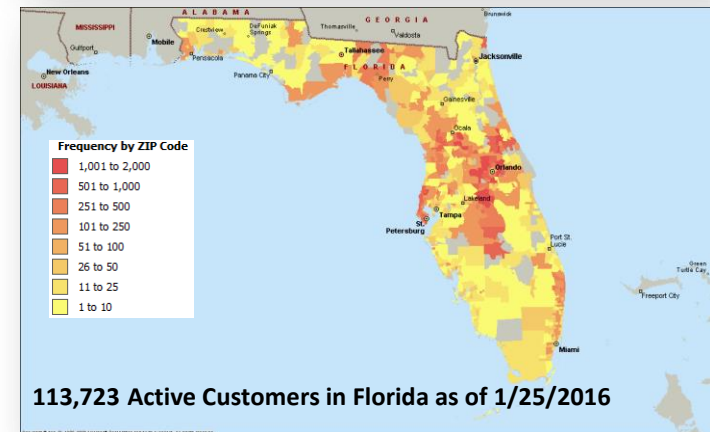 ALABAMA
Brunswick
MISSISSIPPI
Crestview
DeFuniak
Springs
Thomasville
GEORGIA
Valdosta
Gulfport
Mobile
Pensacola
Tallahassee
Jacksonville
New Orleans
Panama City
FLORIDA
Perry
LOUISIANA
Gainesville
Ocala
Frequency by ZIP Code
1,001 to 2,000
501 to 1,000
251 to 500
101 to 250
51 to 100
26 to 50
11 to 25
1 to 10
Orlando
Lakeland
Tampa
St.
Petersburg
Port St.
Lucie
Green
Turtle Cay
Freeport City
Miami
113,723 Active Customers in Florida as of 1/25/2016